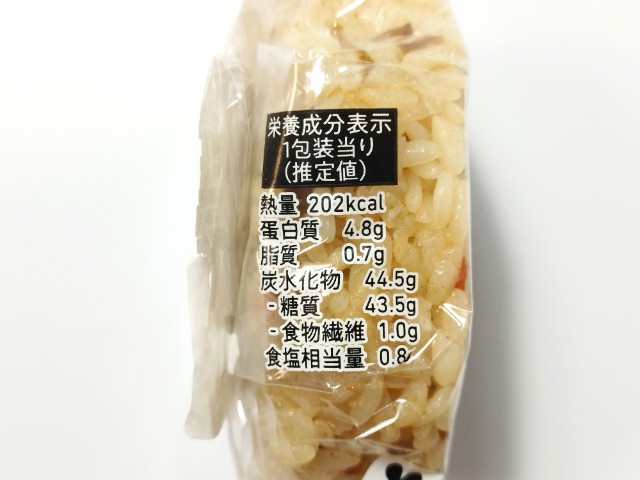 栄養成分表示
1包装当り
(推定値)
熱量 202kcal
蛋白質 4.8g
脂質 0.7g
炭水化物 44.5g
-糖質 43.5g
-食物繊維 1.0g
食塩相当量 0.8g